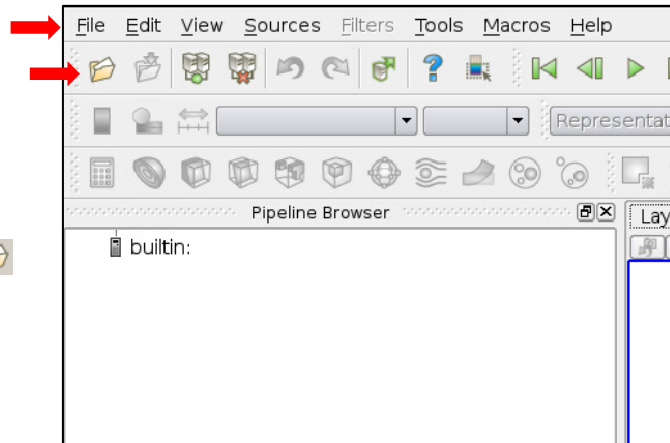 File Edit View Sources Filters Tools Macros Help
?
Representat
Pipeline Browser
Lay
builtin: